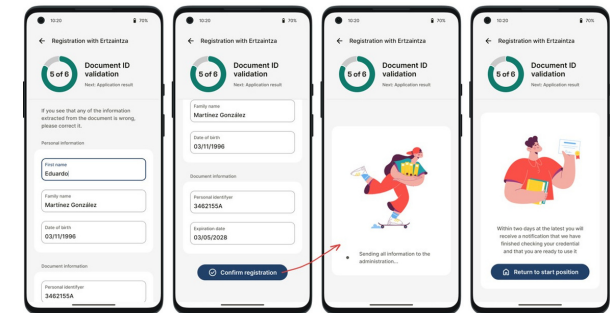 10:20
70%
Registration with Ertzaintza
5 of 6
Document ID
validation
Next: Application result
If you see that any of the information
extracted from the document is wrong,
please correct it.
Personal information
First name
Eduardo
Family name
Martínez González
Date of birth
03/11/1996
Document information
Personal identifyer
3462155A
10:20
70%
Registration with Ertzaintza
5 of 6
Document ID
validation
Next: Application result
Family name
Martínez González
Date of birth
03/11/1996
Document information
Personal identifyer
3462155A
Expiration date
03/05/2028
Confirm registration
10:20
70%
Registration with Ertzaintza
5 of 6
Document ID
validation
Next: Application result
Sending all information to the
administration...
10:20
70%
Registration with Ertzaintza
5 of 6
Document ID
validation
Next: Application result
Within two days at the latest you will
receive a notification that we have
finished checking your credential
and that you are ready to use it
Return to start position